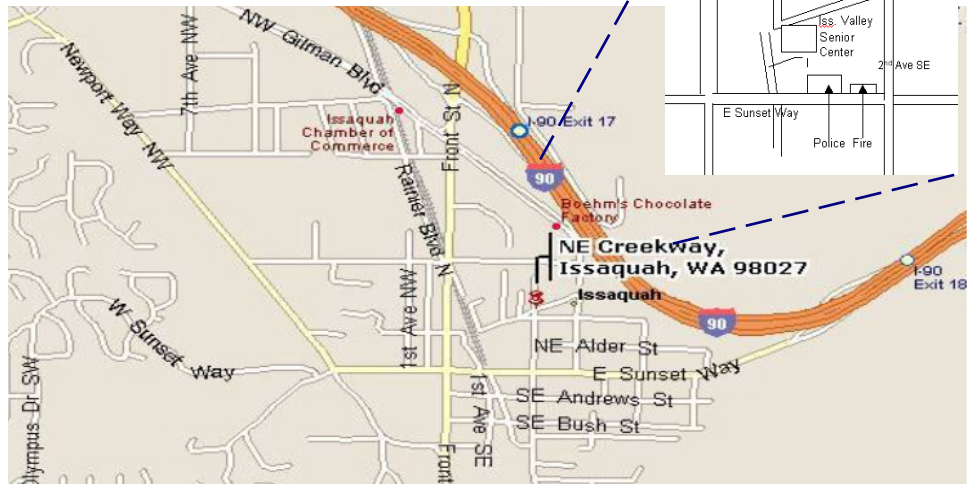 NW Gilman Blvd
Newport Way NW
7th Ave NW
Issaquah
Chamber of
Commerce
Front St N
I-90 Exit 17
90
Rainier Blvd N
Boehm's Chocolate
Factory
NE Creekway,
Issaquah, WA 98027
Issaquah
I-90
Exit 18
90
1st Ave NW
W Sunset Way
NE Alder St
E Sunset Way
SE Andrews St
SE Bush St
1st Ave SE
Front
Olympus Dr SW
Iss. Valley
Senior
Center
2nd Ave SE
E Sunset Way
Police Fire